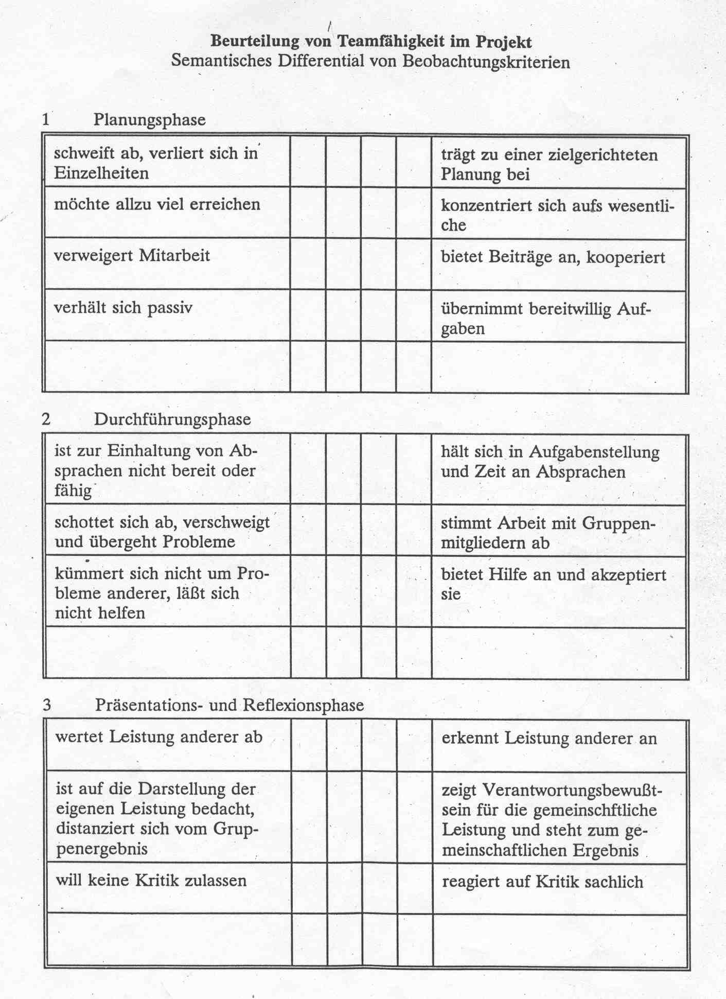 Beurteilung von Teamfähigkeit im Projekt
Semantisches Differential von Beobachtungskriterien
1 Planungsphase
schweift ab, verliert sich in
Einzelheiten
trägt zu einer zielgerichteten
Planung bei
möchte allzu viel erreichen
konzentriert sich aufs wesentli-
che
verweigert Mitarbeit
bietet Beiträge an, kooperiert
verhält sich passiv
übernimmt bereitwillig Auf-
gaben
2 Durchführungsphase
ist zur Einhaltung von Ab-
sprachen nicht bereit oder
fähig
hält sich in Aufgabenstellung
und Zeit an Absprachen
schottet sich ab, verschweigt
und übergeht Probleme
stimmt Arbeit mit Gruppen-
mitgliedern ab
kümmert sich nicht um Pro-
bleme anderer, läßt sich
nicht helfen
bietet Hilfe an und akzeptiert
sie
3 Präsentations- und Reflexionsphase
wertet Leistung anderer ab
erkennt Leistung anderer an
ist auf die Darstellung der
eigenen Leistung bedacht,
distanziert sich vom Grup-
penergebnis
zeigt Verantwortungsbewußt-
sein für die gemeinschftliche
Leistung und steht zum ge-
meinschaftlichen Ergebnis
will keine Kritik zulassen
reagiert auf Kritik sachlich